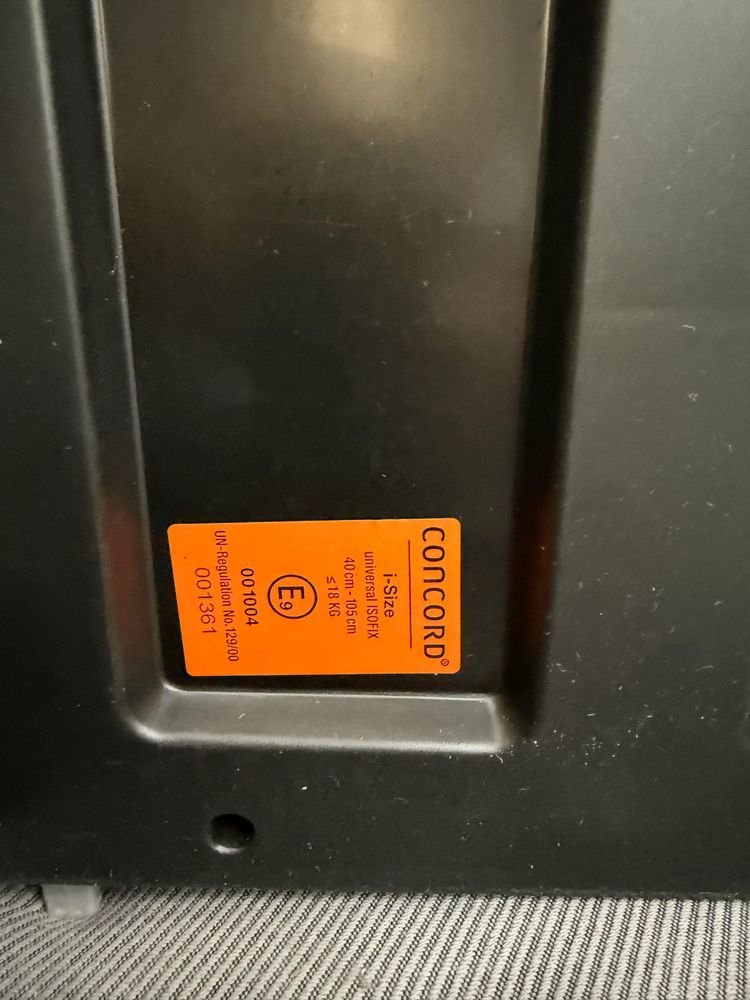 CONCORD®
i-Size
universal ISOFIX
40 cm - 105 cm
≤18 KG
E9
001004
UN-Regulation No.129/00
001361